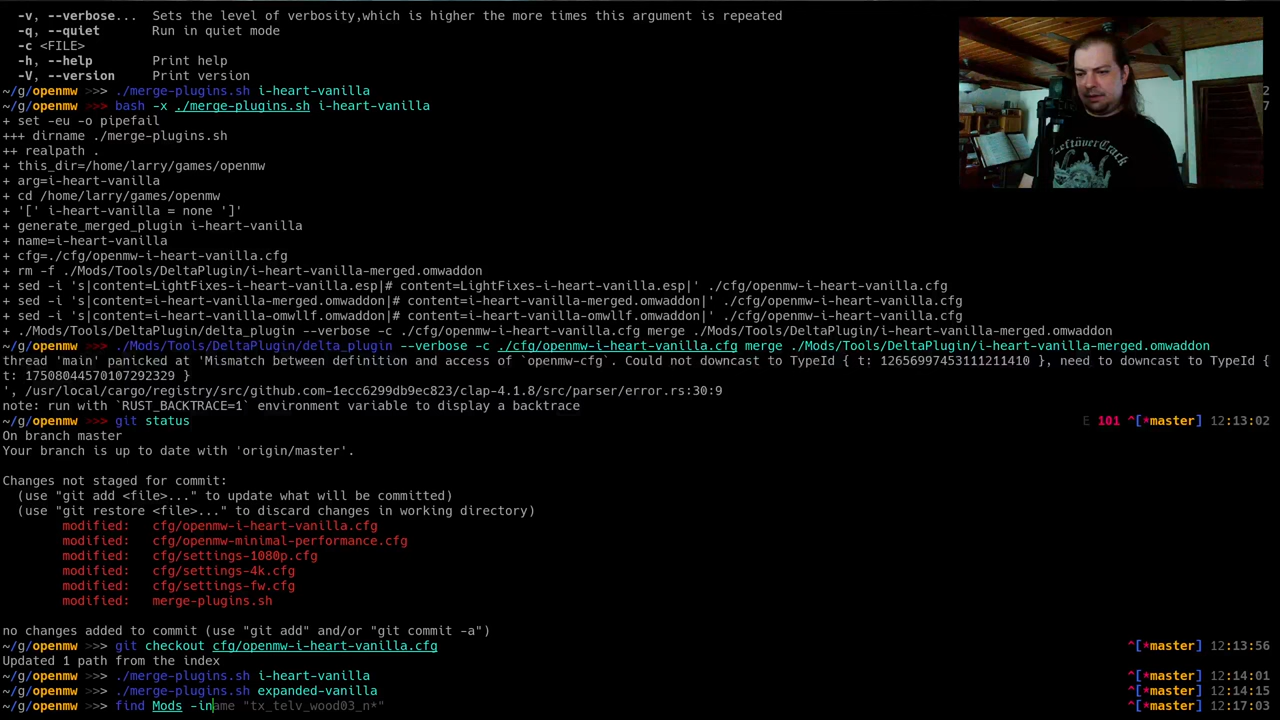 -v, --verbose...  Sets the level of verbosity,which is higher the more times this argument is repeated
-q, --quiet       Run in quiet mode
-c <FILE>
-h, --help        Print help
-V, --version     Print version
~/g/openmw >>> ./merge-plugins.sh i-heart-vanilla 2
~/g/openmw >>> bash -x ./merge-plugins.sh i-heart-vanilla 7
+ set -eu -o pipefail
+++ dirname ./merge-plugins.sh
++ realpath .
+ this_dir=/home/larry/games/openmw
+ arg=i-heart-vanilla
+ cd /home/larry/games/openmw
+ '[' i-heart-vanilla = none ']'
+ generate_merged_plugin i-heart-vanilla
+ name=i-heart-vanilla
+ cfg=./cfg/openmw-i-heart-vanilla.cfg
+ rm -f ./Mods/Tools/DeltaPlugin/i-heart-vanilla-merged.omwaddon
+ sed -i 's|content=LightFixes-i-heart-vanilla.esp|# content=LightFixes-i-heart-vanilla.esp|' ./cfg/openmw-i-heart-vanilla.cfg
+ sed -i 's|content=i-heart-vanilla-merged.omwaddon|# content=i-heart-vanilla-merged.omwaddon|' ./cfg/openmw-i-heart-vanilla.cfg
+ sed -i 's|content=i-heart-vanilla-omwllf.omwaddon|# content=i-heart-vanilla-omwllf.omwaddon|' ./cfg/openmw-i-heart-vanilla.cfg
+ ./Mods/Tools/DeltaPlugin/delta_plugin --verbose -c ./cfg/openmw-i-heart-vanilla.cfg merge ./Mods/Tools/DeltaPlugin/i-heart-vanilla-merged.omwaddon
~/g/openmw >>> ./Mods/Tools/DeltaPlugin/delta_plugin --verbose -c ./cfg/openmw-i-heart-vanilla.cfg merge ./Mods/Tools/DeltaPlugin/i-heart-vanilla-merged.omwaddon
thread 'main' panicked at 'Mismatch between definition and access of `openmw-cfg`. Could not downcast to TypeId { t: 12656997453111211410 }, need to downcast to TypeId {
t: 17508044570107292329 }
', /usr/local/cargo/registry/src/github.com-1ecc6299db9ec823/clap-4.1.8/src/parser/error.rs:30:9
note: run with `RUST_BACKTRACE=1` environment variable to display a backtrace
~/g/openmw >>> git status E 101 ^[*master] 12:13:02
On branch master
Your branch is up to date with 'origin/master'.
Changes not staged for commit:
(use "git add <file>..." to update what will be committed)
(use "git restore <file>..." to discard changes in working directory)
modified:   cfg/openmw-i-heart-vanilla.cfg
modified:   cfg/openmw-minimal-performance.cfg
modified:   cfg/settings-1080p.cfg
modified:   cfg/settings-4k.cfg
modified:   cfg/settings-fw.cfg
modified:   merge-plugins.sh
no changes added to commit (use "git add" and/or "git commit -a")
~/g/openmw >>> git checkout cfg/openmw-i-heart-vanilla.cfg ^[*master] 12:13:56
Updated 1 path from the index
~/g/openmw >>> ./merge-plugins.sh i-heart-vanilla ^[*master] 12:14:01
~/g/openmw >>> ./merge-plugins.sh expanded-vanilla ^[*master] 12:14:15
~/g/openmw >>> find Mods -iname "tx_telv_wood03_n*" ^[*master] 12:17:03
Leftöver Crack